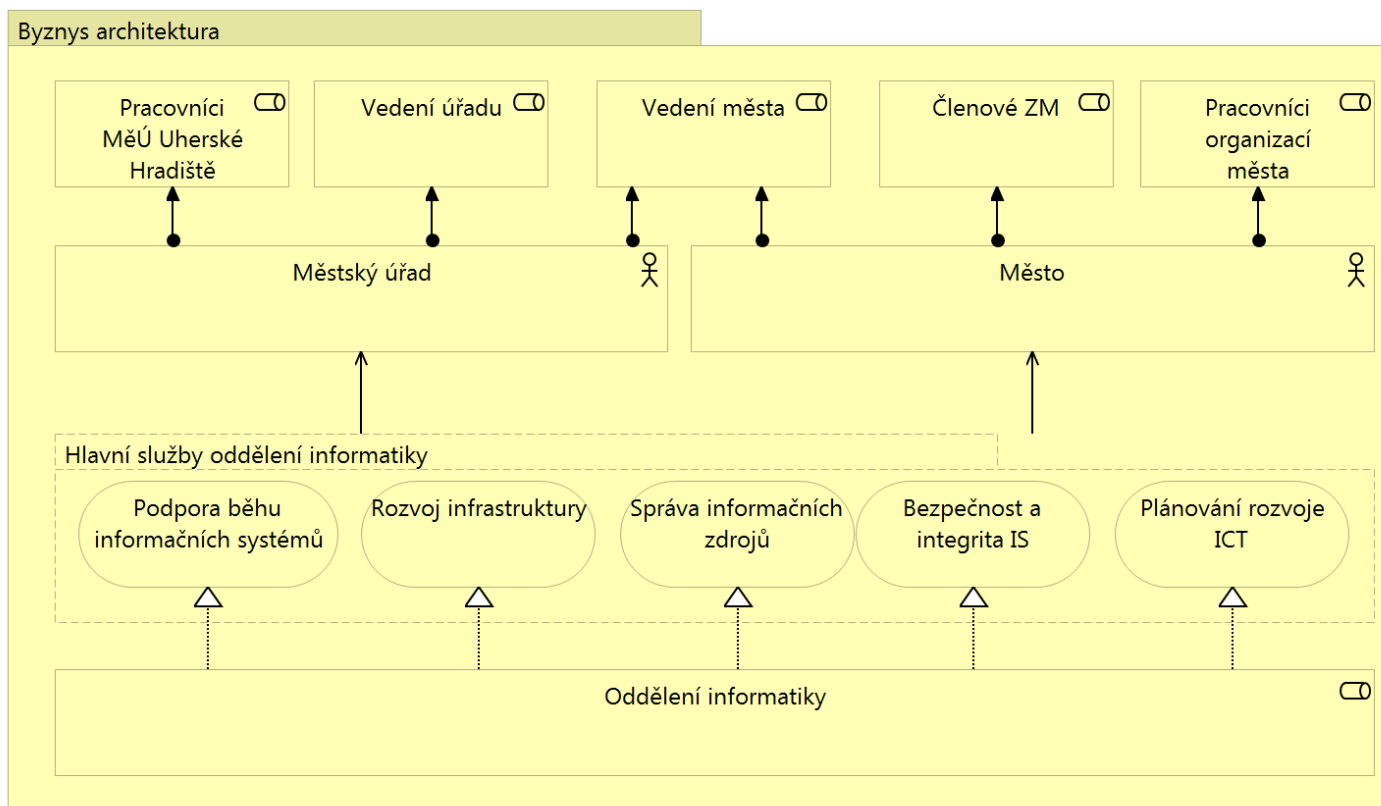 Byznys architektura
Pracovníci
MěÚ Uherské
Hradiště
Vedení úřadu
Vedení města
Členové ZM
Pracovníci
organizací
města
Městský úřad
Město
Hlavní služby oddělení informatiky
Podpora běhu
informačních systémů
Rozvoj infrastruktury
Správa informačních
zdrojů
Bezpečnost a
integrita IS
Plánování rozvoje
ICT
Oddělení informatiky